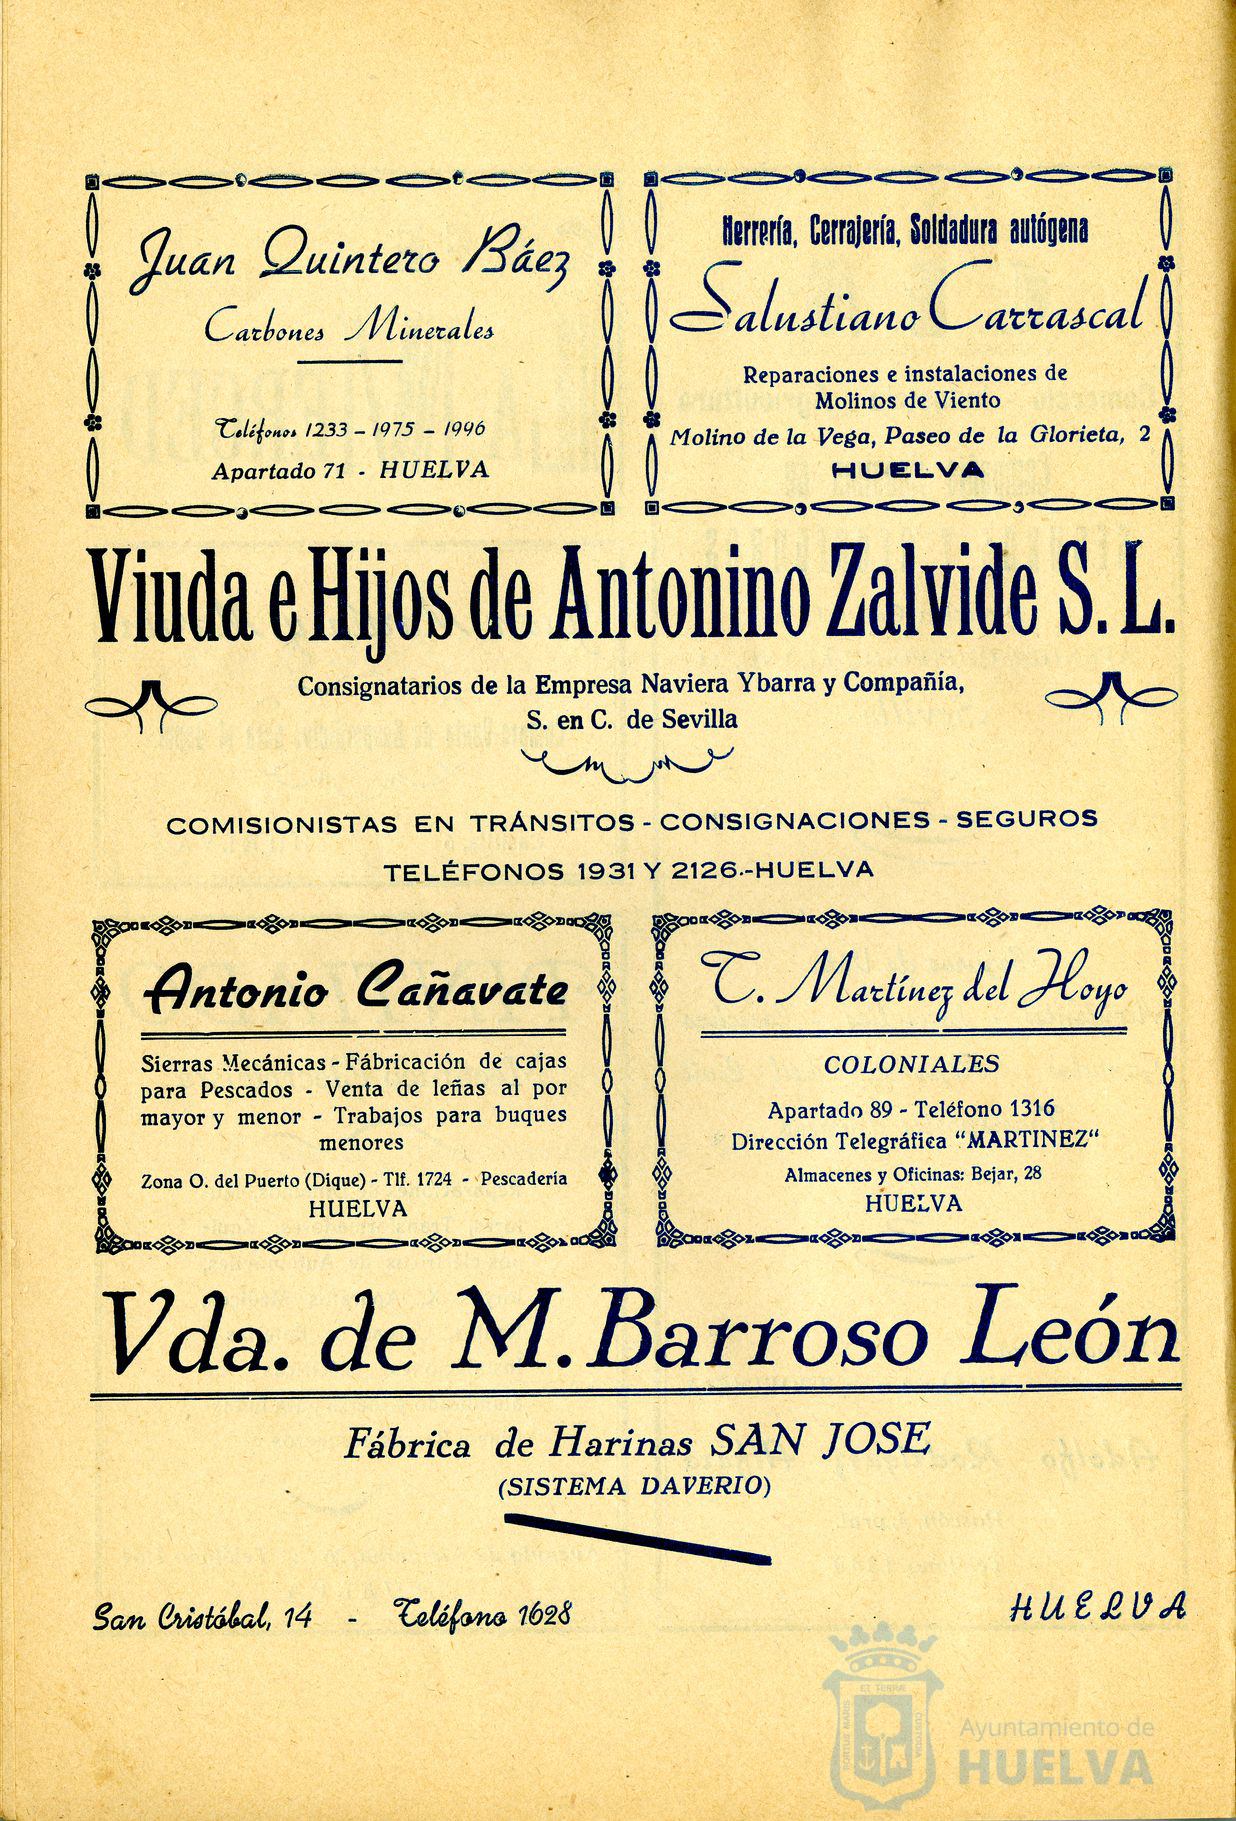 Juan Quintero Báez
Carbones Minerales
Teléfonos 1233 - 1975 - 1996
Apartado 71 - HUELVA
Herrería, Cerrajería, Soldadura autógena
Salustiano Carrascal
Reparaciones e instalaciones de
Molinos de Viento
Molino de la Vega, Paseo de la Glorieta, 2
HUELVA
Viuda e Hijos de Antonino Zalvide S. L.
Consignatarios de la Empresa Naviera Ybarra y Compañía,
S. en C. de Sevilla
COMISIONISTAS EN TRÁNSITOS - CONSIGNACIONES - SEGUROS
TELÉFONOS 1931 Y 2126.-HUELVA
Antonio Cañavate
Sierras Mecánicas - Fábricación de cajas
para Pescados - Venta de leñas al por
mayor y menor - Trabajos para buques
menores
Zona O. del Puerto (Dique) - Tlf. 1724 - Pescadería
HUELVA
T. Martínez del Hoyo
COLONIALES
Apartado 89 - Teléfono 1316
Dirección Telegráfica “MARTINEZ“
Almacenes y Oficinas: Bejar, 28
HUELVA
Vda. de M. Barroso León
Fábrica de Harinas SAN JOSE
(SISTEMA DAVERIO)
San Cristóbal, 14 - Teléfono 1628
HUELVA
Ayuntamiento de
HUELVA